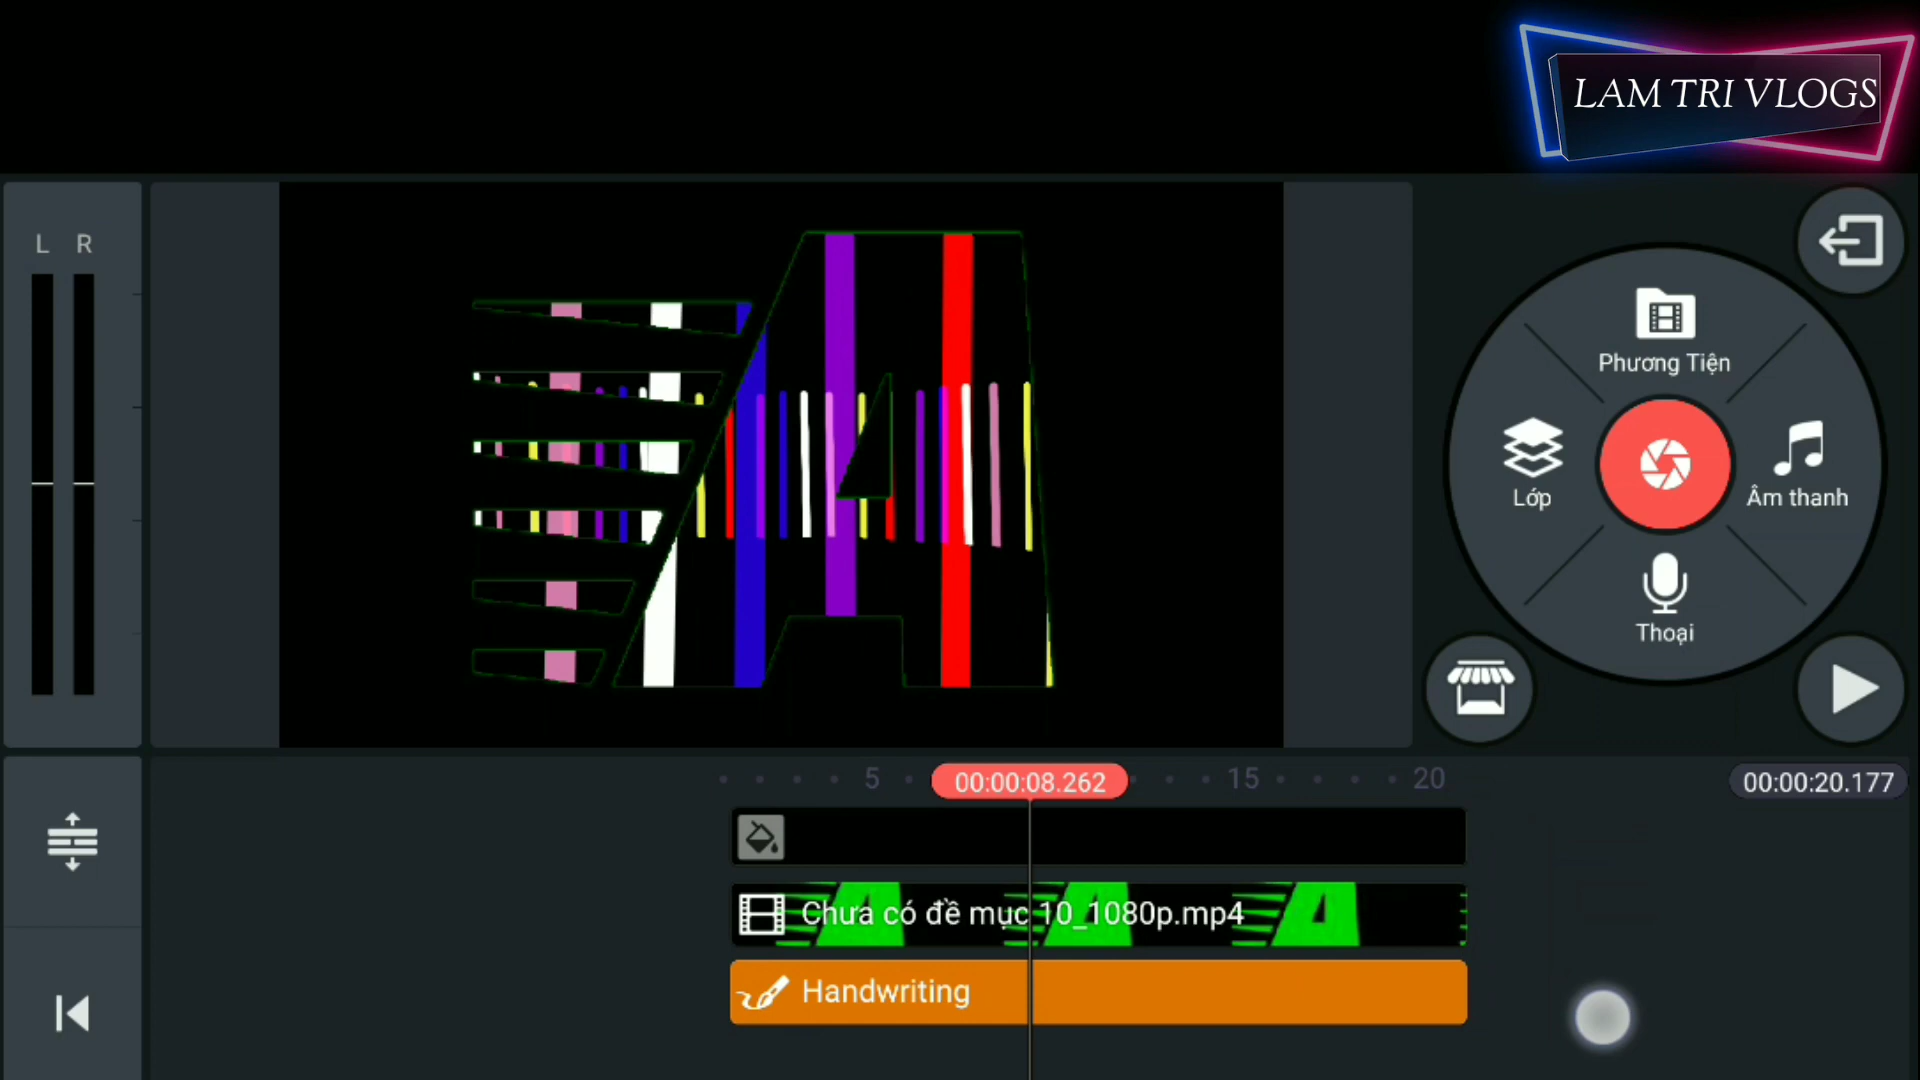 LAM TRI VLOGS
L R
Phương Tiện
Lớp
Âm thanh
Thoại
5
00:00:08.262
15
20
00:00:20.177
Chưa có đề mục 10_1080p.mp4
Handwriting